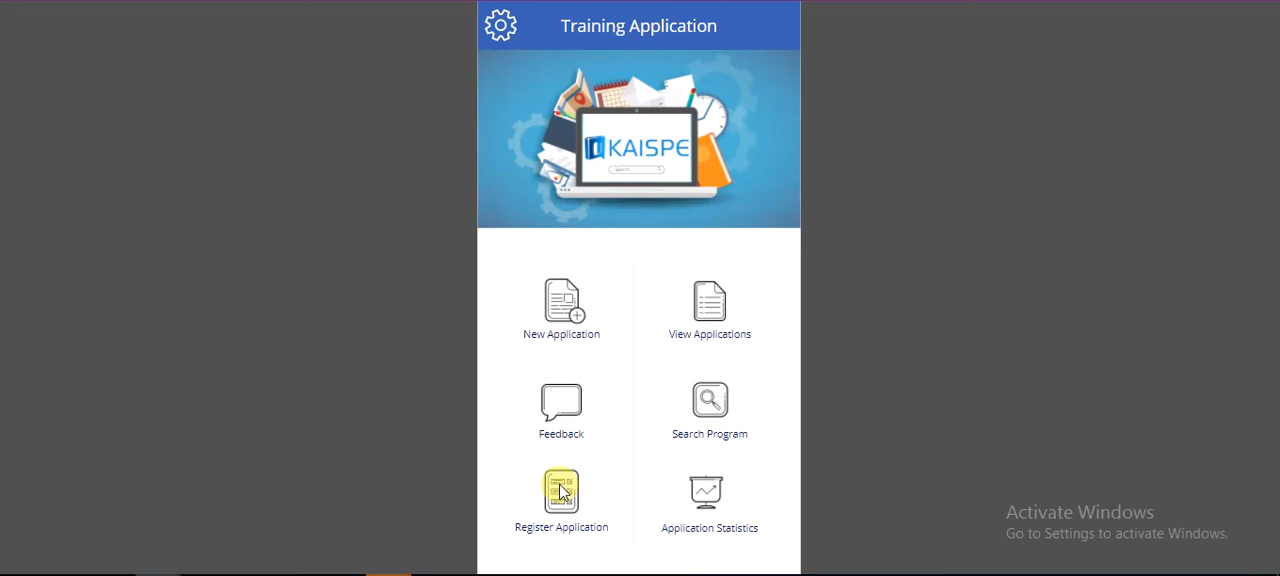 Training Application
KAISPE
Search
New Application
View Applications
Feedback
Search Program
Register Application
Application Statistics
Activate Windows
Go to Settings to activate Windows.